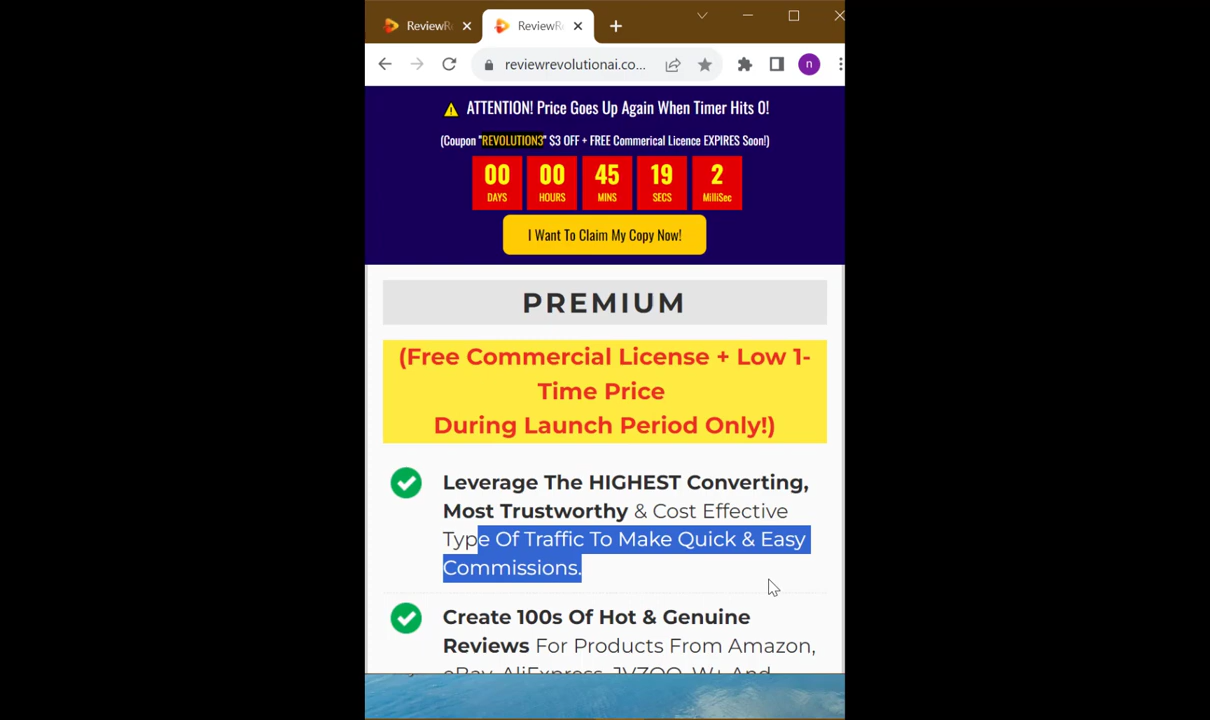 ReviewR
ReviewR
reviewrevolutionai.co...
n
ATTENTION! Price Goes Up Again When Timer Hits 0!
(Coupon "REVOLUTION3" $3 OFF + FREE Commerical Licence EXPIRES Soon!)
00 00 45 19 2
DAYS HOURS MINS SECS MilliSec
I Want To Claim My Copy Now!
PREMIUM
(Free Commercial License + Low 1-
Time Price
During Launch Period Only!)
Leverage The HIGHEST Converting,
Most Trustworthy & Cost Effective
Type Of Traffic To Make Quick & Easy
Commissions.
Create 100s Of Hot & Genuine
Reviews For Products From Amazon,
eBay, AliExpress, JVZOO, W+ And